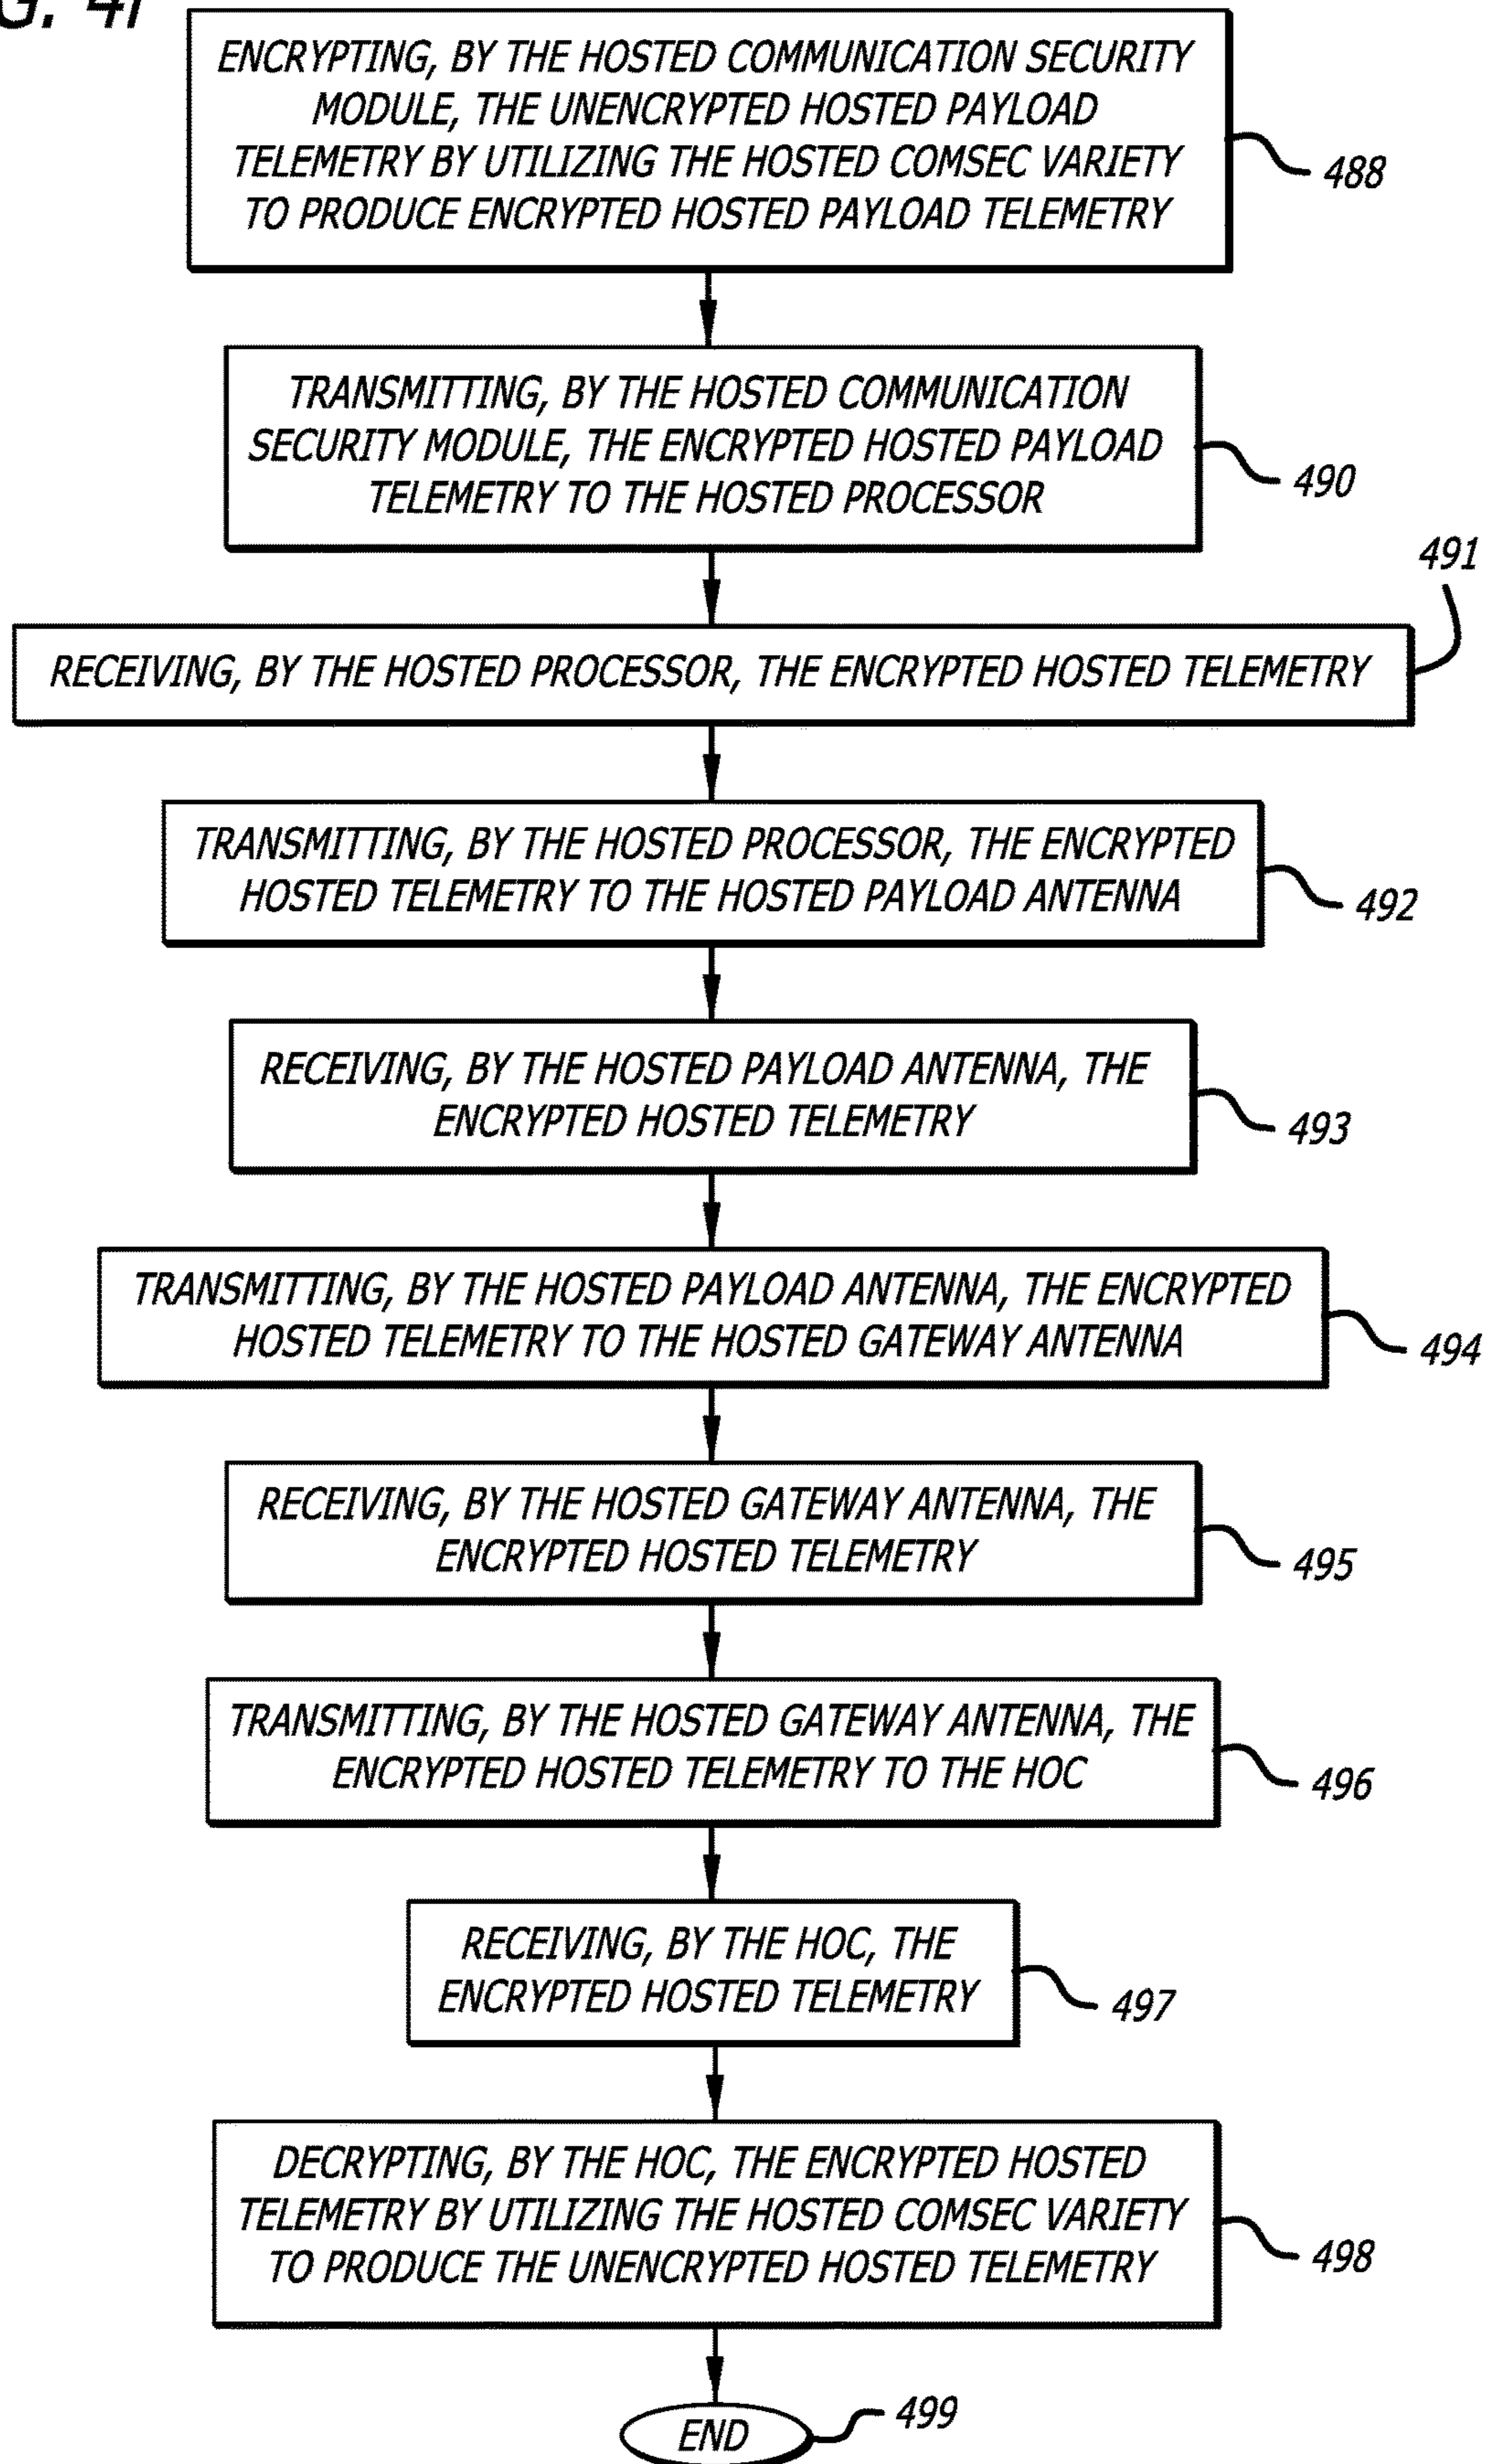 ENCRYPTING, BY THE HOSTED COMMUNICATION SECURITY
MODULE, THE UNENCRYPTED HOSTED PAYLOAD
TELEMETRY BY UTILIZING THE HOSTED COMSEC VARIETY
TO PRODUCE ENCRYPTED HOSTED PAYLOAD TELEMETRY
488
TRANSMITTING, BY THE HOSTED COMMUNICATION
SECURITY MODULE, THE ENCRYPTED HOSTED PAYLOAD
TELEMETRY TO THE HOSTED PROCESSOR
490
491
RECEIVING, BY THE HOSTED PROCESSOR, THE ENCRYPTED HOSTED TELEMETRY
TRANSMITTING, BY THE HOSTED PROCESSOR, THE ENCRYPTED
HOSTED TELEMETRY TO THE HOSTED PAYLOAD ANTENNA
492
RECEIVING, BY THE HOSTED PAYLOAD ANTENNA, THE
ENCRYPTED HOSTED TELEMETRY
493
TRANSMITTING, BY THE HOSTED PAYLOAD ANTENNA, THE ENCRYPTED
HOSTED TELEMETRY TO THE HOSTED GATEWAY ANTENNA
494
RECEIVING, BY THE HOSTED GATEWAY ANTENNA, THE
ENCRYPTED HOSTED TELEMETRY
495
TRANSMITTING, BY THE HOSTED GATEWAY ANTENNA, THE
ENCRYPTED HOSTED TELEMETRY TO THE HOC
496
RECEIVING, BY THE HOC, THE
ENCRYPTED HOSTED TELEMETRY
497
DECRYPTING, BY THE HOC, THE ENCRYPTED HOSTED
TELEMETRY BY UTILIZING THE HOSTED COMSEC VARIETY
TO PRODUCE THE UNENCRYPTED HOSTED TELEMETRY
498
END
499